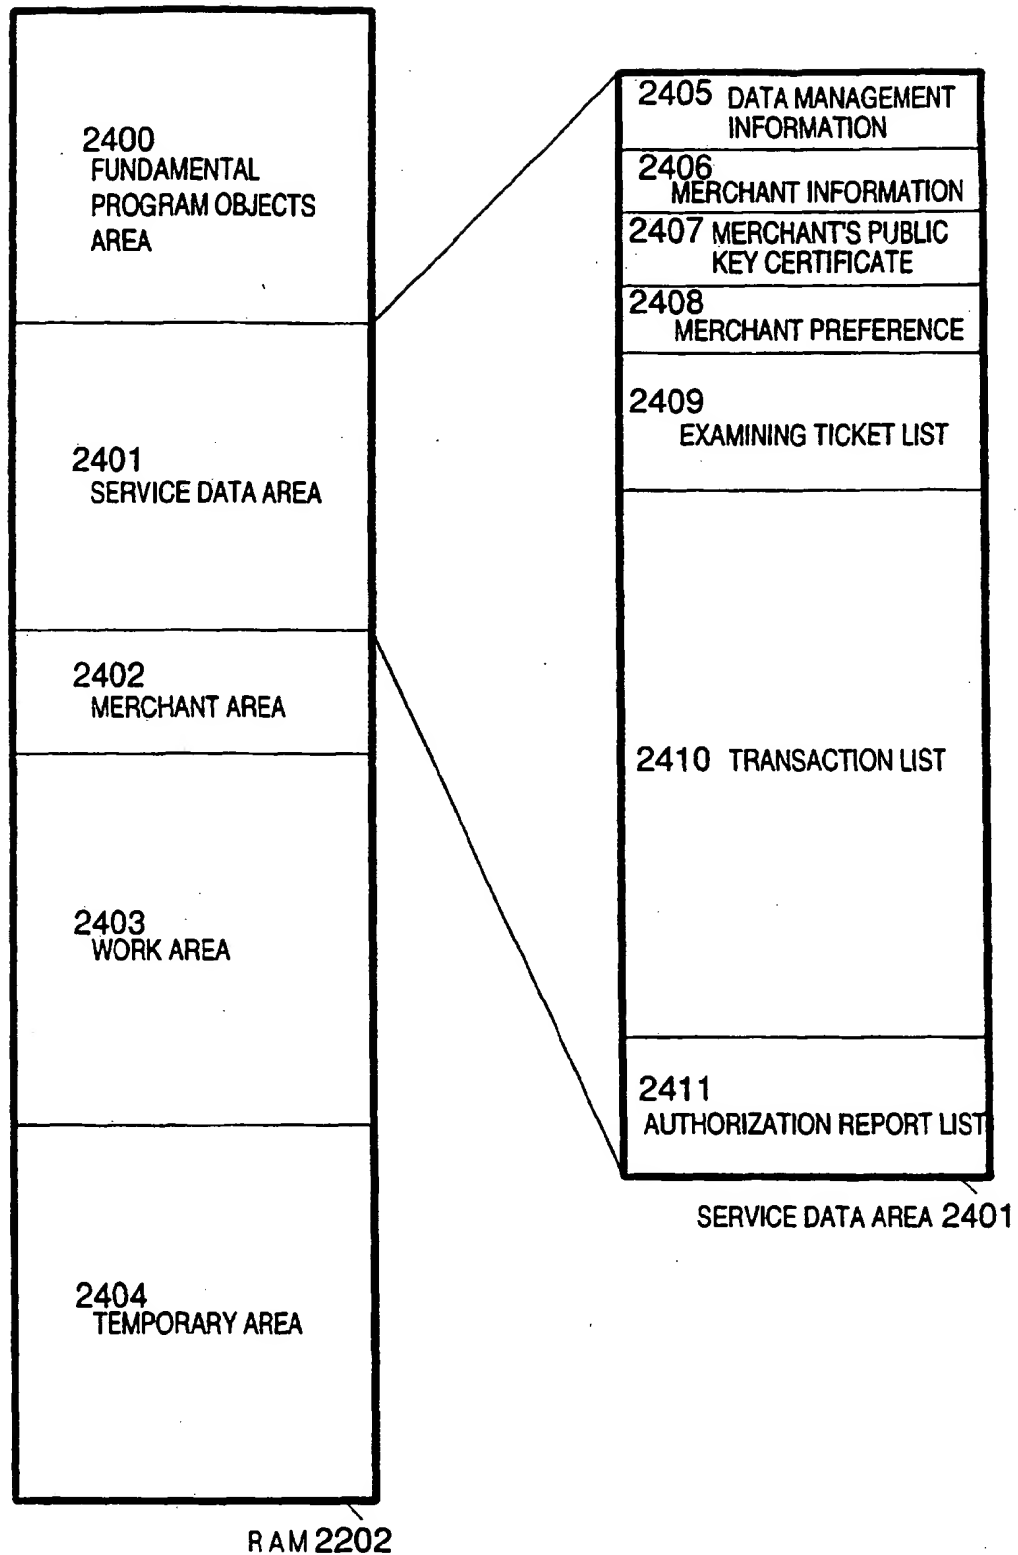 2400
FUNDAMENTAL
PROGRAM OBJECTS
AREA
2401
SERVICE DATA AREA
2402
MERCHANT AREA
2403
WORK AREA
2404
TEMPORARY AREA
RAM 2202
2405 DATA MANAGEMENT
INFORMATION
2406
MERCHANT INFORMATION
2407 MERCHANT'S PUBLIC
KEY CERTIFICATE
2408
MERCHANT PREFERENCE
2409
EXAMINING TICKET LIST
2410 TRANSACTION LIST
2411
AUTHORIZATION REPORT LIST
SERVICE DATA AREA 2401